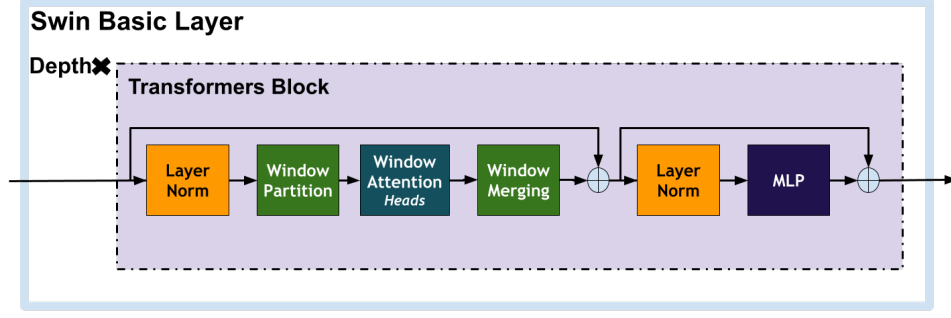 Swin Basic Layer
Depth✖
Transformers Block
Layer
Norm
Window
Partition
Window
Attention
Heads
Window
Merging
Layer
Norm
MLP